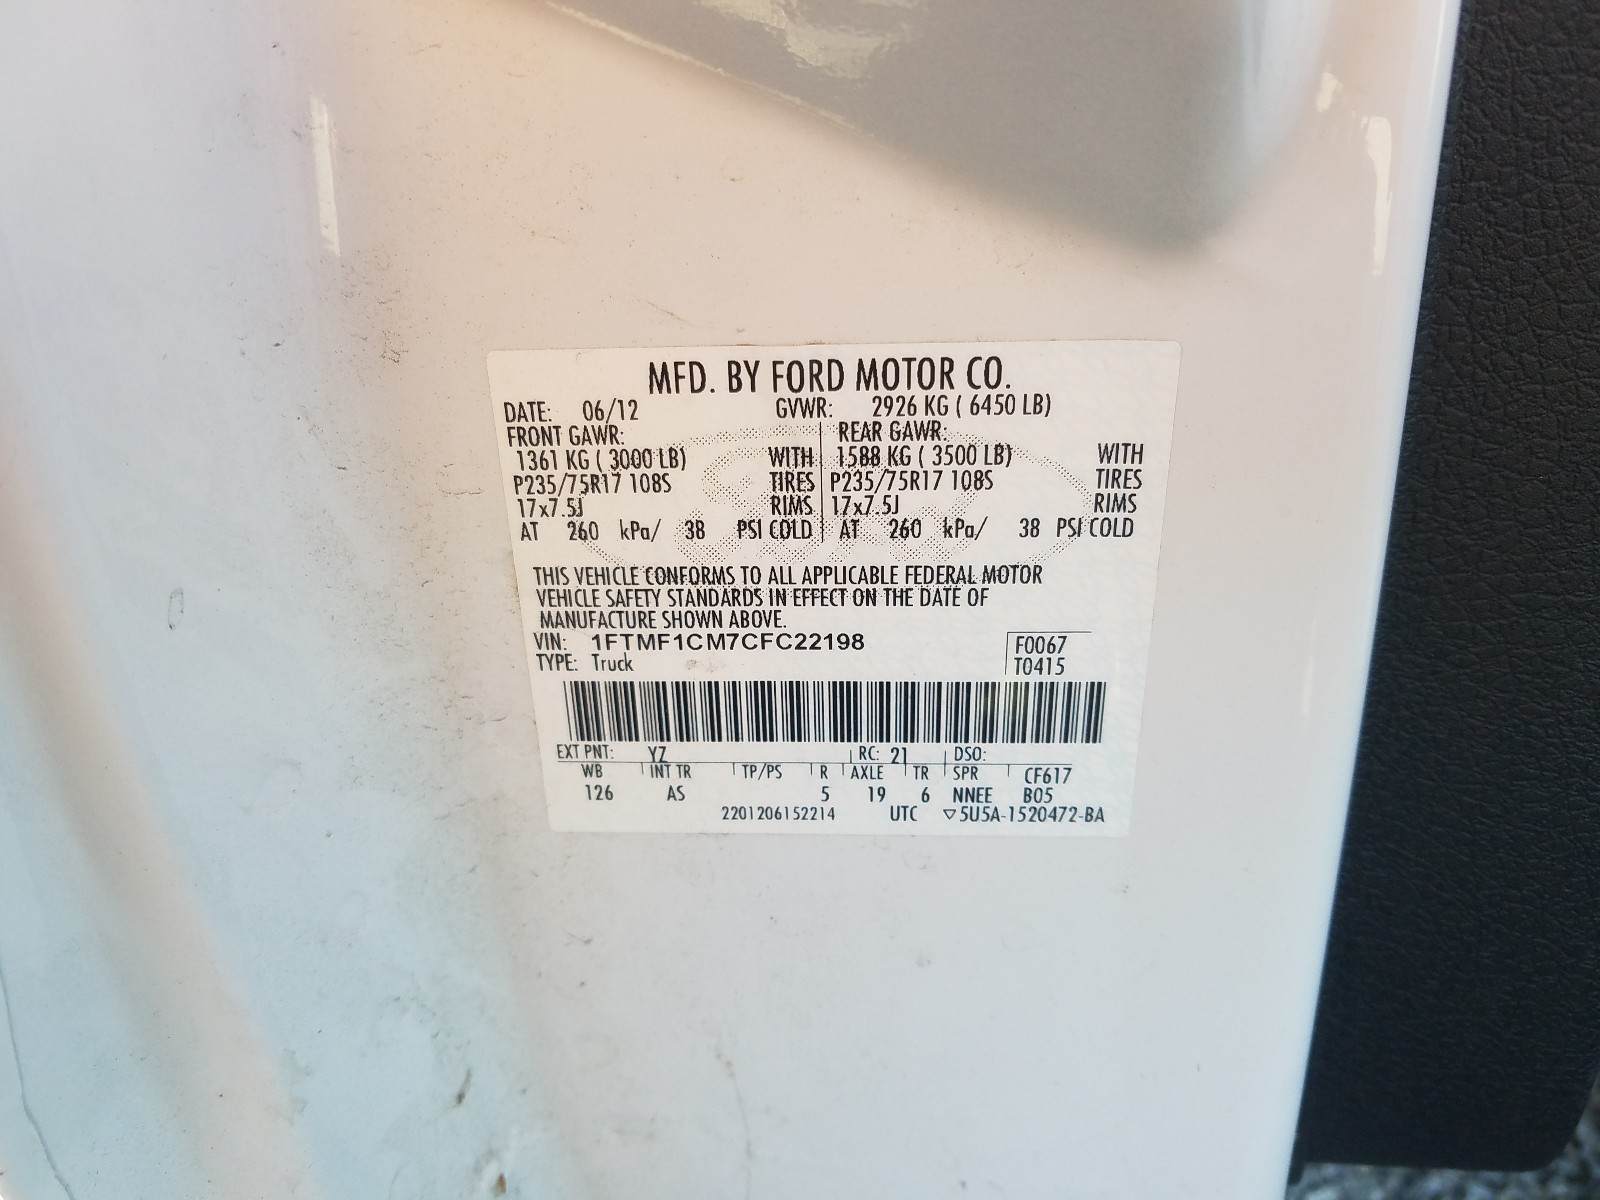 MFD. BY FORD MOTOR CO.
DATE: 06/12 GVWR: 2926 KG ( 6450 LB)
FRONT GAWR: REAR GAWR:
1361 KG ( 3000 LB) WITH 1588 KG ( 3500 LB) WITH
P235/75R17 108S TIRES P235/75R17 108S TIRES
17x7.5J RIMS 17x7.5J RIMS
AT 260 kPa/ 38 PSI COLD AT 260 kPa/ 38 PSI COLD
THIS VEHICLE CONFORMS TO ALL APPLICABLE FEDERAL MOTOR
VEHICLE SAFETY STANDARDS IN EFFECT ON THE DATE OF
MANUFACTURE SHOWN ABOVE.
VIN: 1FTMF1CM7CFC22198 F0067
TYPE: Truck T0415
EXT PNT: YZ RC: 21 DSO:
WB INT TR TP/PS R AXLE TR SPR CF617
126 AS 5 19 6 NNEE B05
2201206152214 UTC ▽5U5A-1520472-BA